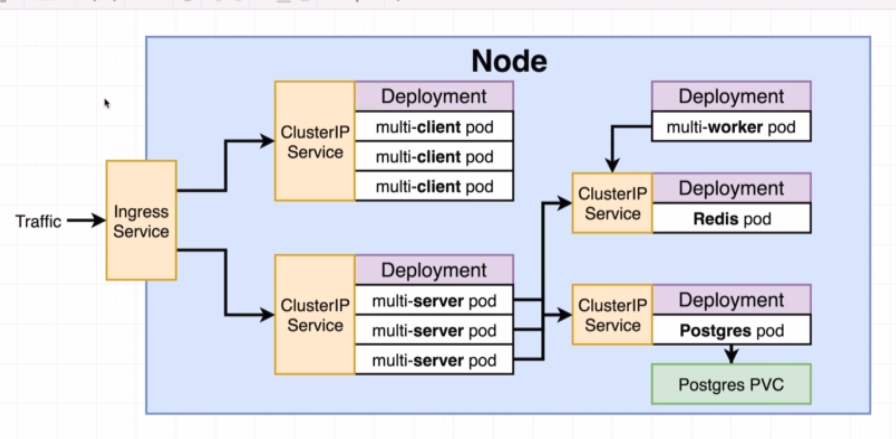 Node
Traffic
Ingress
Service
ClusterIP
Service
Deployment
multi-client pod
multi-client pod
multi-client pod
ClusterIP
Service
Deployment
multi-server pod
multi-server pod
multi-server pod
Deployment
multi-worker pod
ClusterIP
Service
Deployment
Redis pod
ClusterIP
Service
Deployment
Postgres pod
Postgres PVC